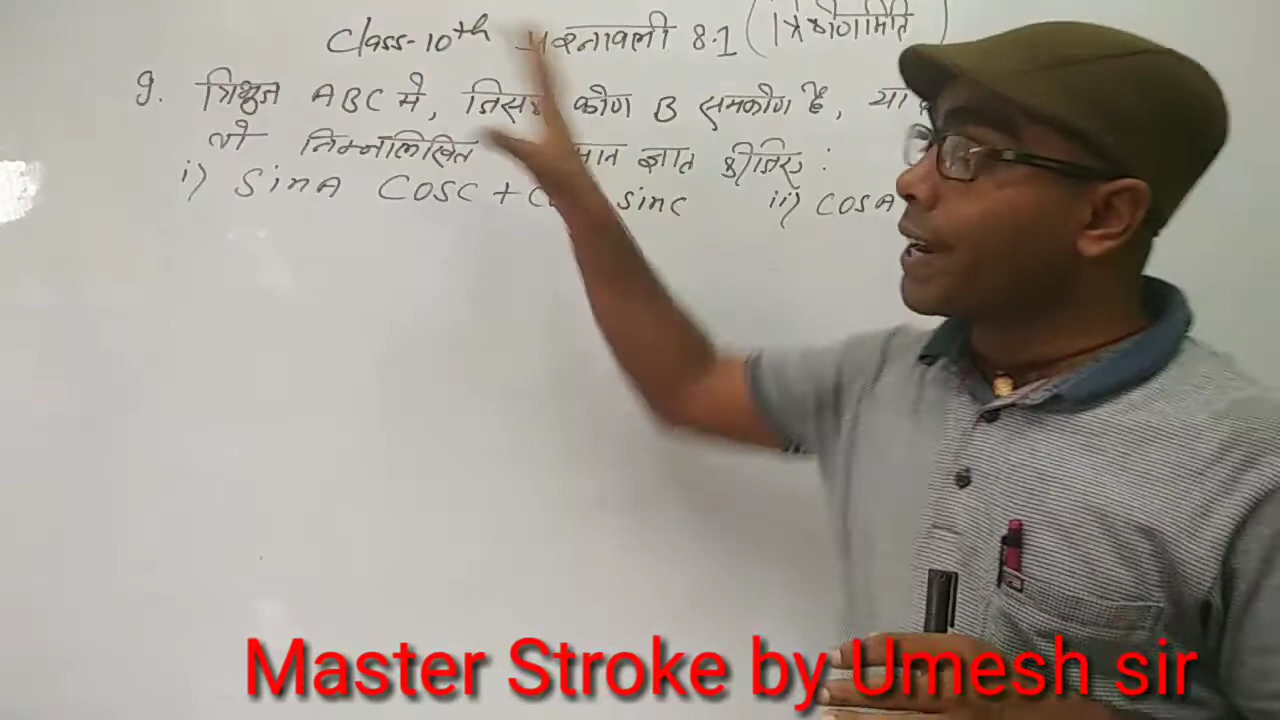 Class-10th प्रश्नावली 8.1 (त्रिकोणमिति)
9. त्रिभुज ABC में, जिसका कोण B समकोण है,
तो निम्नलिखित मान ज्ञात कीजिए:
i) SinA COSC + sinc ii) COSA
Master Stroke by Umesh sir